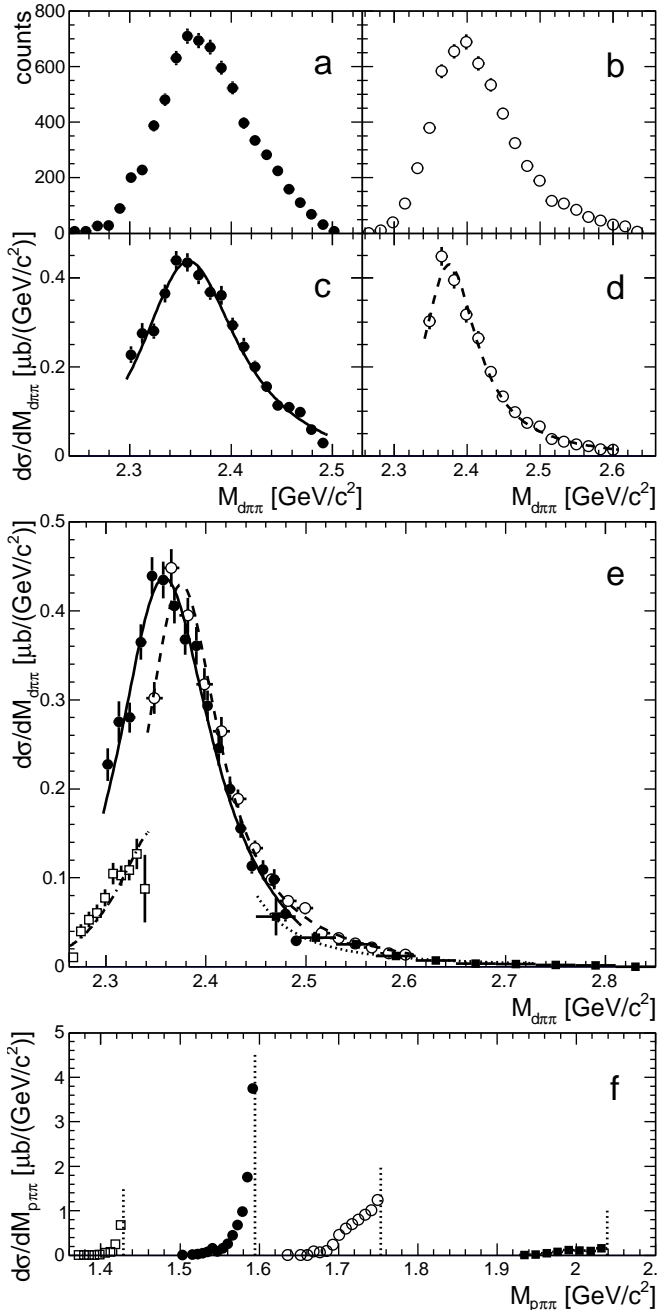 counts
800
600
400
200
0
a
b
dσ/dM_dππ [μb/(GeV/c²)]
0.4
0.2
0
c
d
2.3 2.4 2.5
2.3 2.4 2.5 2.6
M_dππ [GeV/c²]
M_dππ [GeV/c²]
dσ/dM_dππ [μb/(GeV/c²)]
0.5
0.4
0.3
0.2
0.1
0
e
2.3 2.4 2.5 2.6 2.7 2.8
M_dππ [GeV/c²]
dσ/dM_pππ [μb/(GeV/c²)]
5
4
3
2
1
0
f
1.4 1.5 1.6 1.7 1.8 1.9 2 2.
M_pππ [GeV/c²]